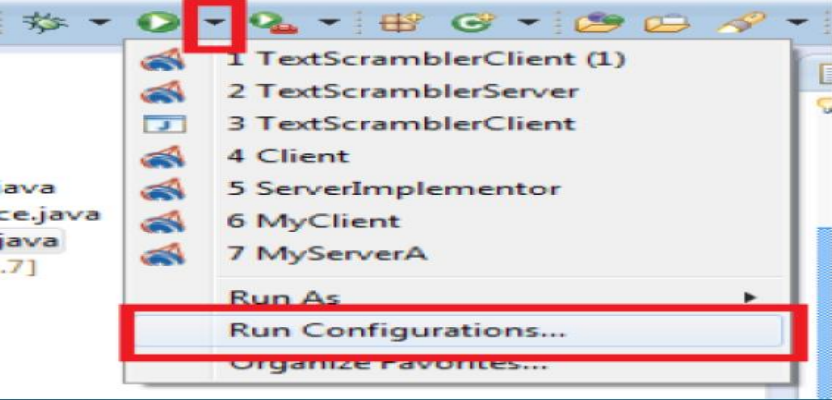 1 TextScramblerClient (1)
2 TextScramblerServer
3 TextScramblerClient
4 Client
5 ServerImplementor
6 MyClient
7 MyServerA
Run As
Run Configurations...
Organize Favorites...
ava
ce.java
java
.7]